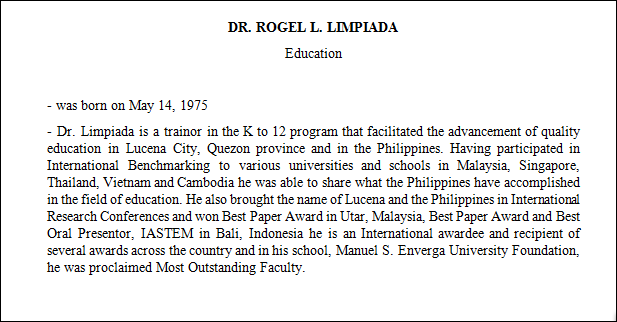 DR. ROGEL L. LIMPIADA
Education
- was born on May 14, 1975
- Dr. Limpiada is a trainor in the K to 12 program that facilitated the advancement of quality
education in Lucena City, Quezon province and in the Philippines. Having participated in
International Benchmarking to various universities and schools in Malaysia, Singapore,
Thailand, Vietnam and Cambodia he was able to share what the Philippines have accomplished
in the field of education. He also brought the name of Lucena and the Philippines in International
Research Conferences and won Best Paper Award in Utar, Malaysia, Best Paper Award and Best
Oral Presentor, IASTEM in Bali, Indonesia he is an International awardee and recipient of
several awards across the country and in his school, Manuel S. Enverga University Foundation,
he was proclaimed Most Outstanding Faculty.